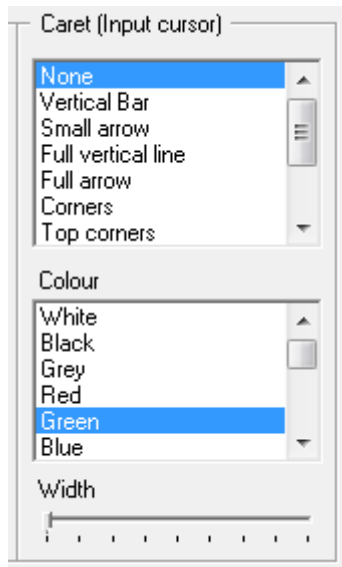 Caret (Input cursor)
None
Vertical Bar
Small arrow
Full vertical line
Full arrow
Corners
Top corners
Colour
White
Black
Grey
Red
Green
Blue
Width